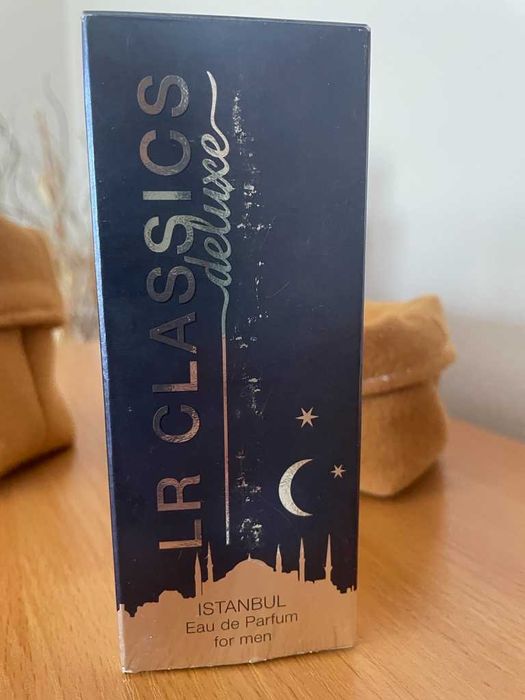 LR CLASSICS
deluxe
ISTANBUL
Eau de Parfum
for men